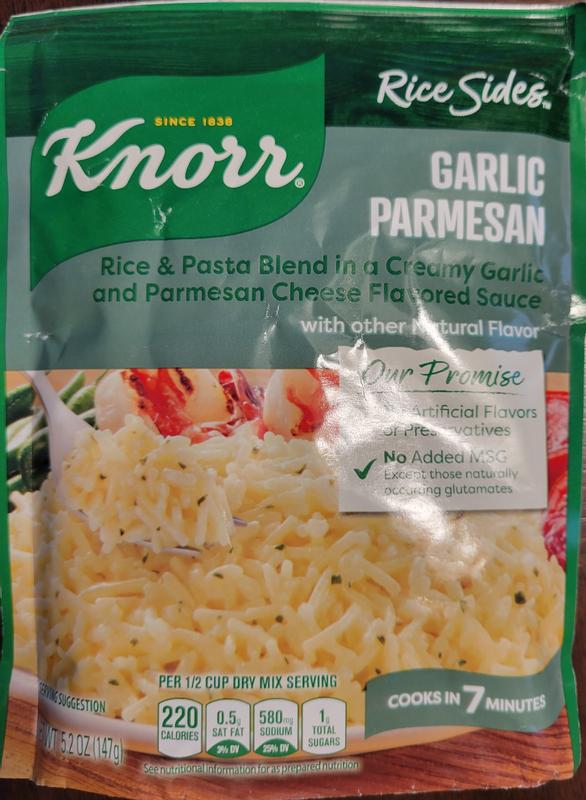 Rice Sides™
SINCE 1838
Knorr®
GARLIC
PARMESAN
Rice & Pasta Blend in a Creamy Garlic
and Parmesan Cheese Flavored Sauce
with other Natural Flavor
Our Promise
Artificial Flavors
or Preservatives
No Added MSG
Except those naturally
occurring glutamates
PER 1/2 CUP DRY MIX SERVING
220 CALORIES
0.5g SAT FAT 3% DV
580mg SODIUM 25% DV
1g TOTAL SUGARS
See nutritional information for as prepared nutrition
COOKS IN 7 MINUTES
SERVING SUGGESTION
WT 5.2 OZ (147g)